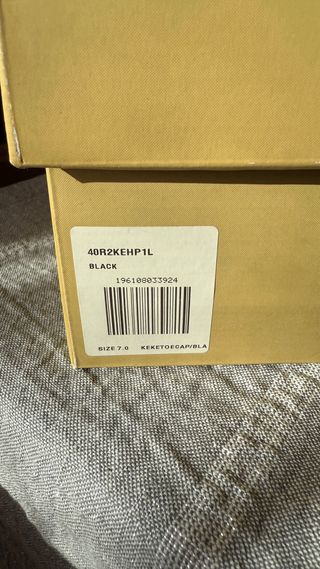 40R2KEHP1L
BLACK
196108033924
SIZE 7.0 KEKETOECAP/BLA